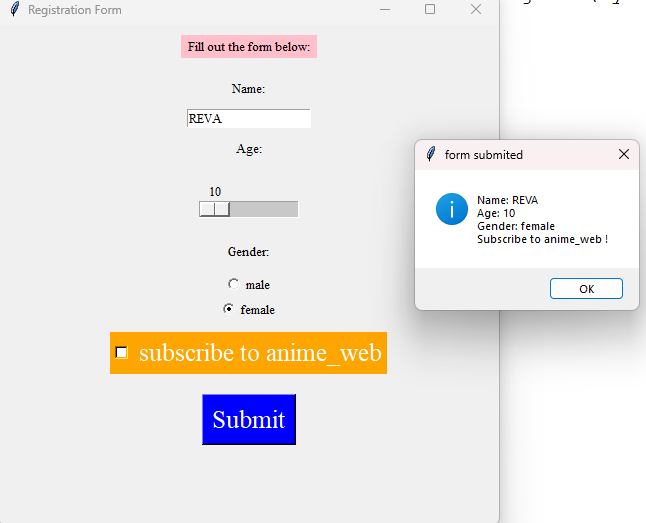 Registration Form
Fill out the form below:
Name:
REVA
Age:
10
Gender:
male
female
subscribe to anime_web
Submit
form submited
Name: REVA
Age: 10
Gender: female
Subscribe to anime_web !
OK